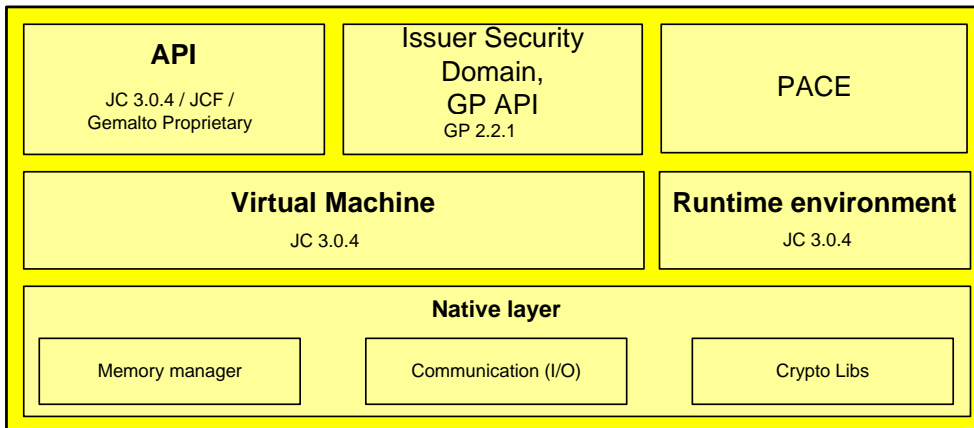 API
JC 3.0.4 / JCF /
Gemalto Proprietary
Issuer Security
Domain,
GP API
GP 2.2.1
PACE
Virtual Machine
JC 3.0.4
Runtime environment
JC 3.0.4
Native layer
Memory manager
Communication (I/O)
Crypto Libs